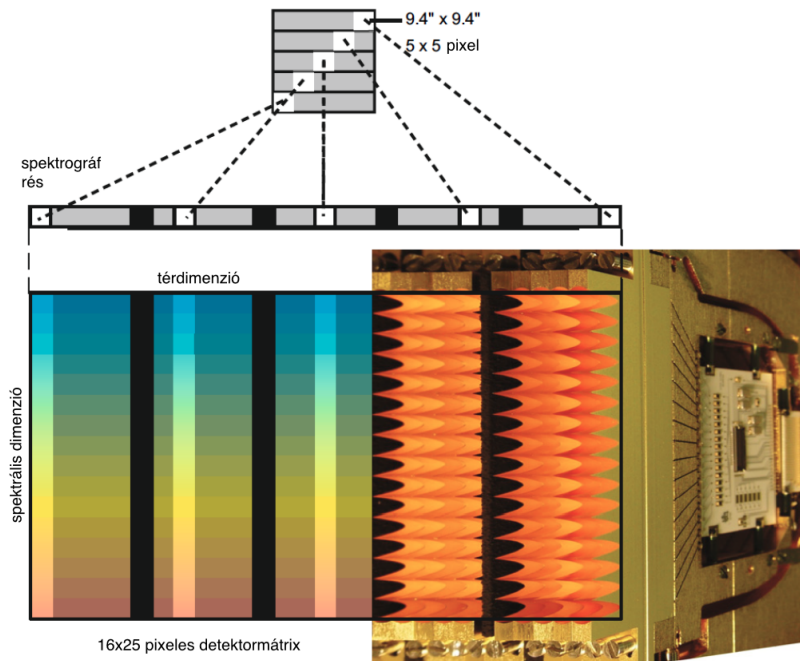 9.4" x 9.4"
5 x 5 pixel
spektrográf
rés
térdimenzió
spektrális dimenzió
16x25 pixeles detektormátrix